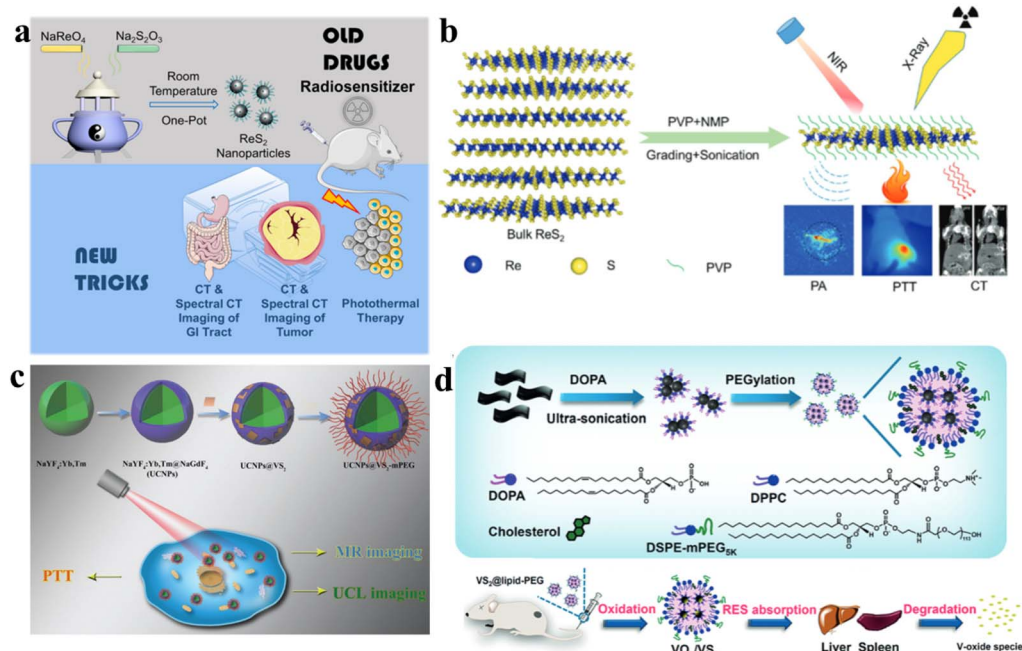 a
NaReO₄
Na₂S₂O₃
OLD
DRUGS
Radiosensitizer
Room
Temperature
One-Pot
ReS₂
Nanoparticles
NEW
TRICKS
CT &
Spectral CT
Imaging of
GI Tract
CT &
Spectral CT
Imaging of
Tumor
Photothermal
Therapy
b
NIR
X-Ray
PVP+NMP
Grading+Sonication
Bulk ReS₂
Re
S
PVP
PA
PTT
CT
c
NaYF₄:Yb,Tm
NaYF₄:Yb,Tm@NaGdF₄
(UCNPs)
UCNPs@VS₂
UCNPs@VS₂-mPEG
MR imaging
PTT
UCL imaging
d
DOPA
Ultra-sonication
PEGylation
DOPA
DPPC
Cholesterol
DSPE-mPEG5K
VS₂@lipid-PEG
Oxidation
RES absorption
Degradation
Liver
Spleen
V-oxide species